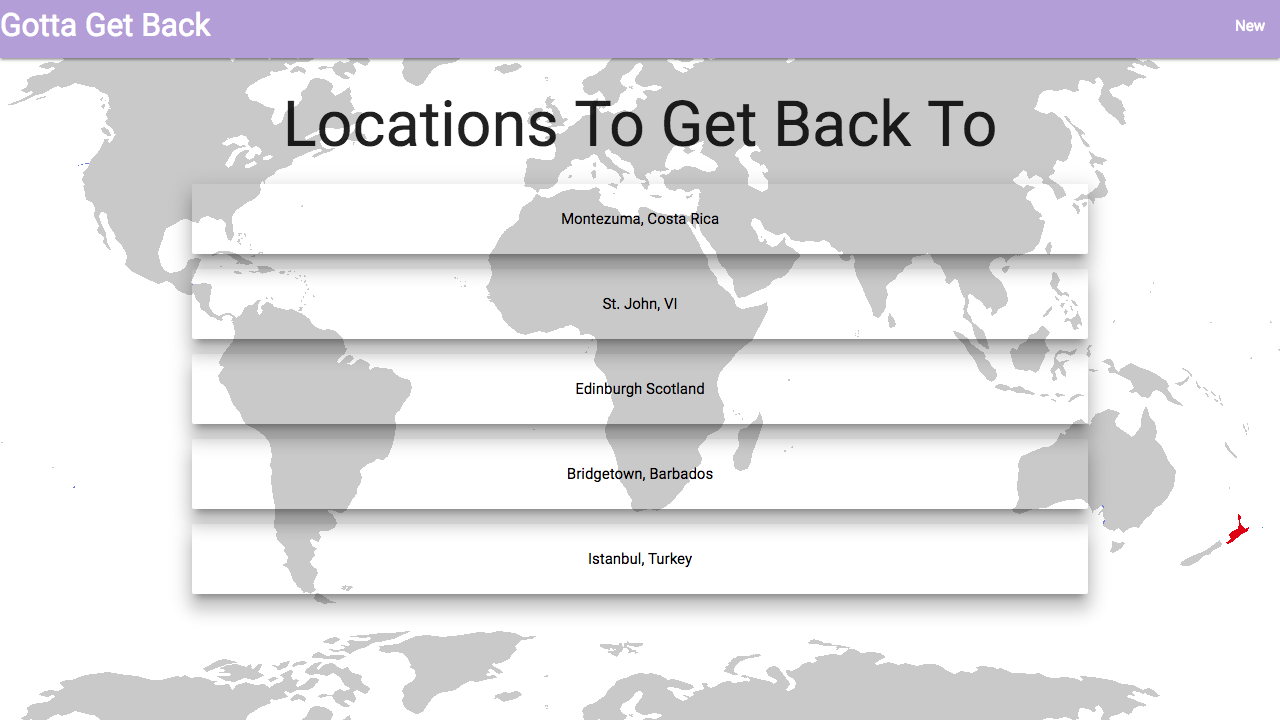 Gotta Get Back
New
Locations To Get Back To
Montezuma, Costa Rica
St. John, VI
Edinburgh Scotland
Bridgetown, Barbados
Istanbul, Turkey